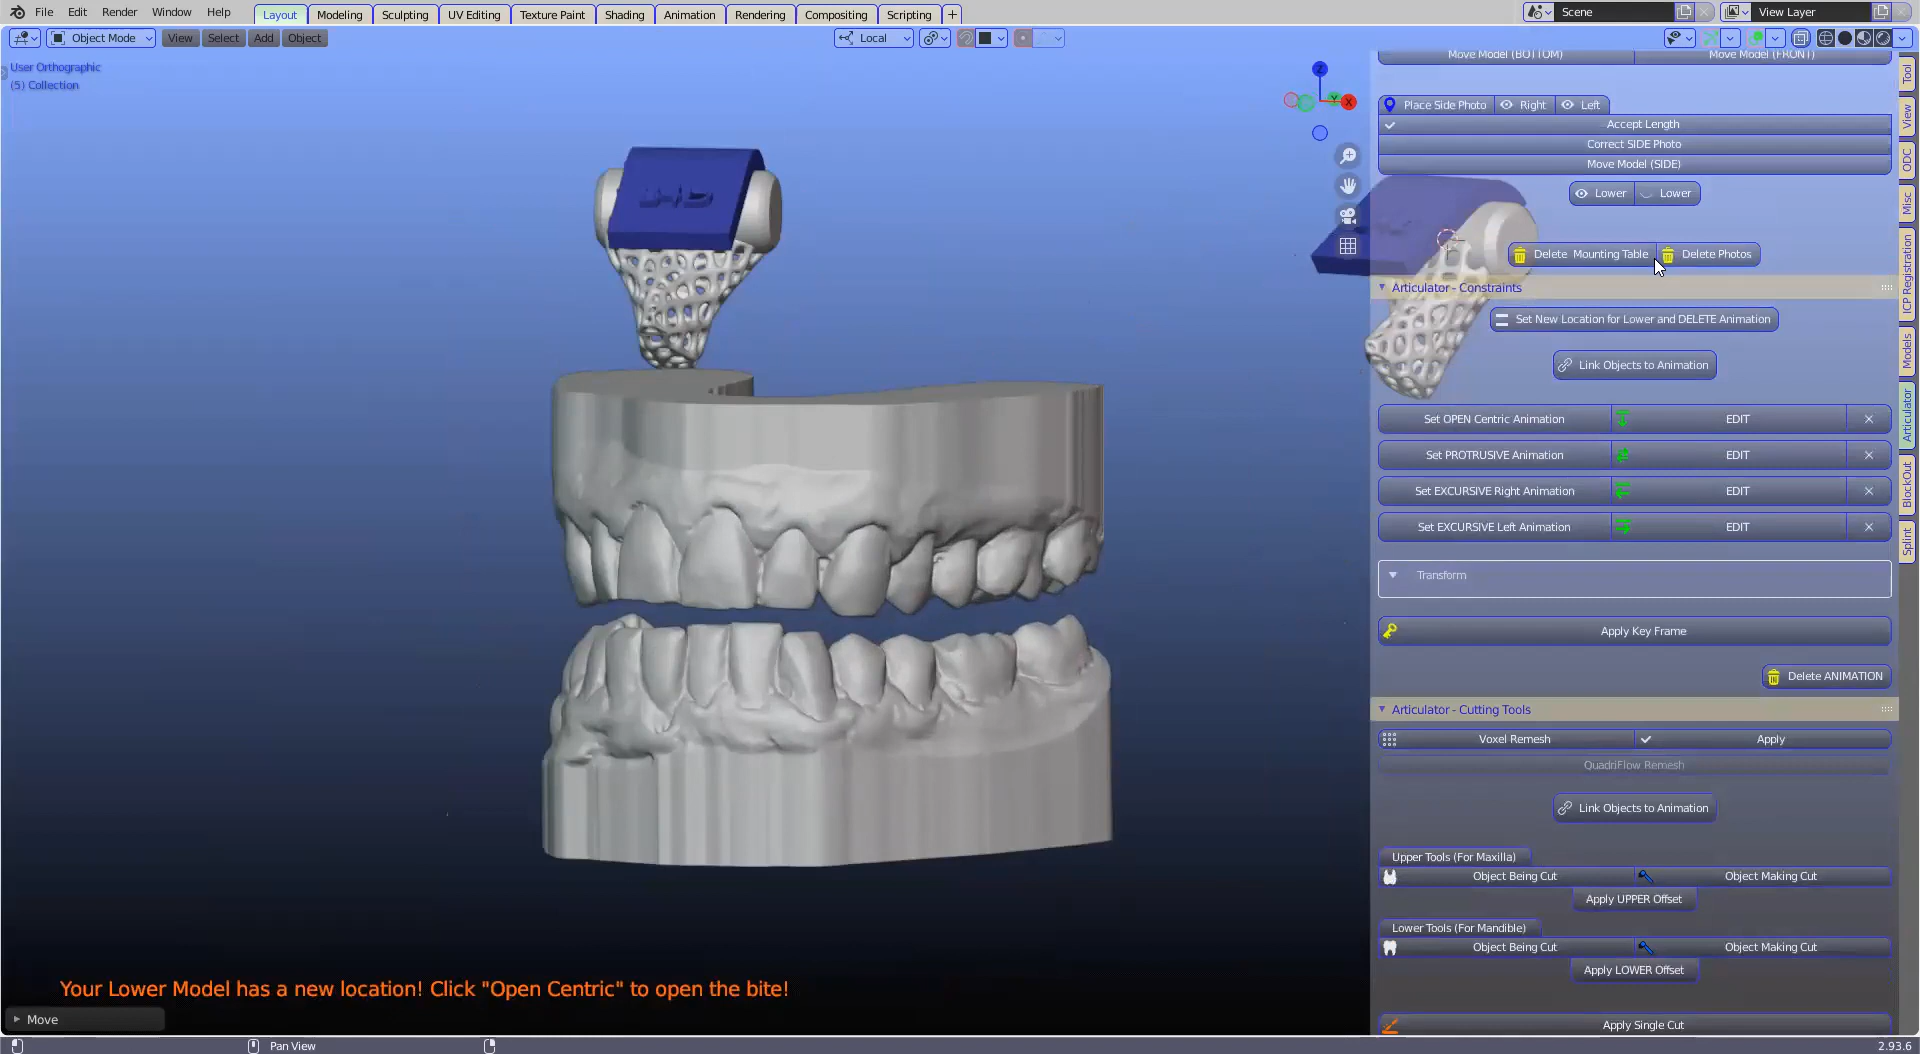 File Edit Render Window Help Layout Modeling Sculpting UV Editing Texture Paint Shading Animation Rendering Compositing Scripting + Scene View Layer
Object Mode View Select Add Object Local
User Orthographic
(5) Collection
Z
Y X
Move Model (BOTTOM) Move Model (FRONT)
Place Side Photo Right Left
Accept Length
Correct SIDE Photo
Move Model (SIDE)
Lower Lower
Delete Mounting Table Delete Photos
Articulator - Constraints
Set New Location for Lower and DELETE Animation
Link Objects to Animation
Set OPEN Centric Animation EDIT
Set PROTRUSIVE Animation EDIT
Set EXCURSIVE Right Animation EDIT
Set EXCURSIVE Left Animation EDIT
Transform
Apply Key Frame
Delete ANIMATION
Articulator - Cutting Tools
Voxel Remesh Apply
QuadriFlow Remesh
Link Objects to Animation
Upper Tools (For Maxilla)
Object Being Cut Object Making Cut
Apply UPPER Offset
Lower Tools (For Mandible)
Object Being Cut Object Making Cut
Apply LOWER Offset
Apply Single Cut
Tool
View
ODC
Misc
ICP Registration
Models
Articulator
BlockOut
Splint
Your Lower Model has a new location! Click "Open Centric" to open the bite!
Move
Pan View 2.93.6